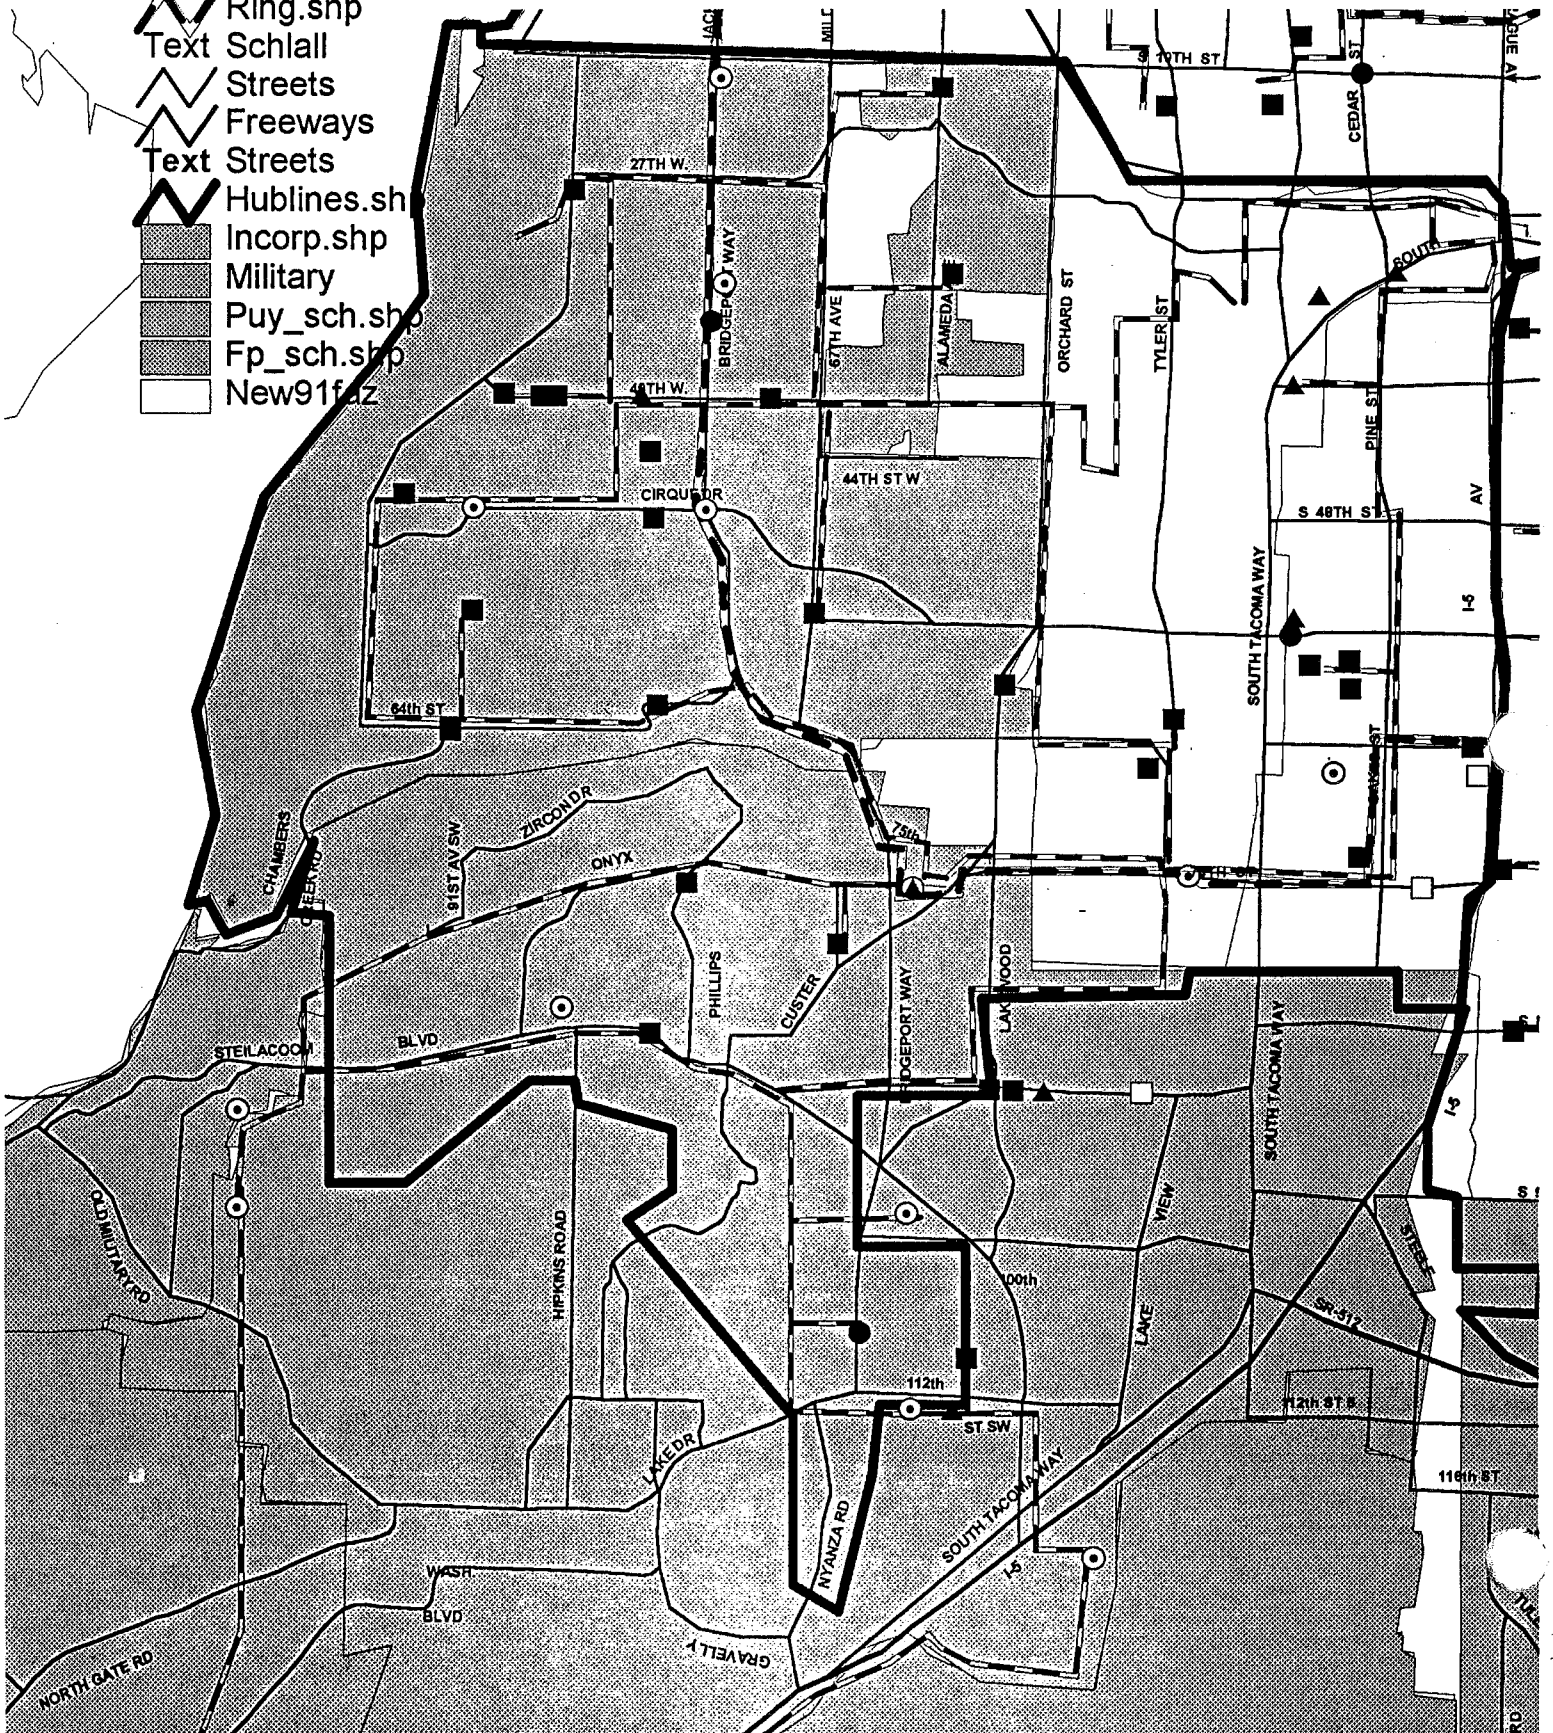 Ring.shp
Text Schlall
Streets
Freeways
Text Streets
Hublines.sh
Incorp.shp
Military
Puy_sch.shp
Fp_sch.shp
New91faz
S 19TH ST
CEDAR ST
27TH W.
BRIDGEPORT WAY
67TH AVE
ALAMEDA
ORCHARD ST
TYLER ST
SOUTH
PINE ST
40TH W.
44TH ST W
CIRQUE DR
S 48TH ST
AV
I-5
SOUTH TACOMA WAY
64th ST
CHAMBERS
CREEK RD
91ST AV SW
ZIRCON DR
ONYX
75th
PHILLIPS
CUSTER
BRIDGEPORT WAY
LAKEWOOD
STEILACOOM
BLVD
SOUTH TACOMA WAY
I-5
OLD MILITARY RD
HIPKINS ROAD
VIEW
LAKE
STEELE
100th
SR-512
112th
ST SW
112th ST S
116th ST
LAKE DR
NYANZA RD
SOUTH TACOMA WAY
I-5
WASH
BLVD
GRAVELLY
NORTH GATE RD
RD